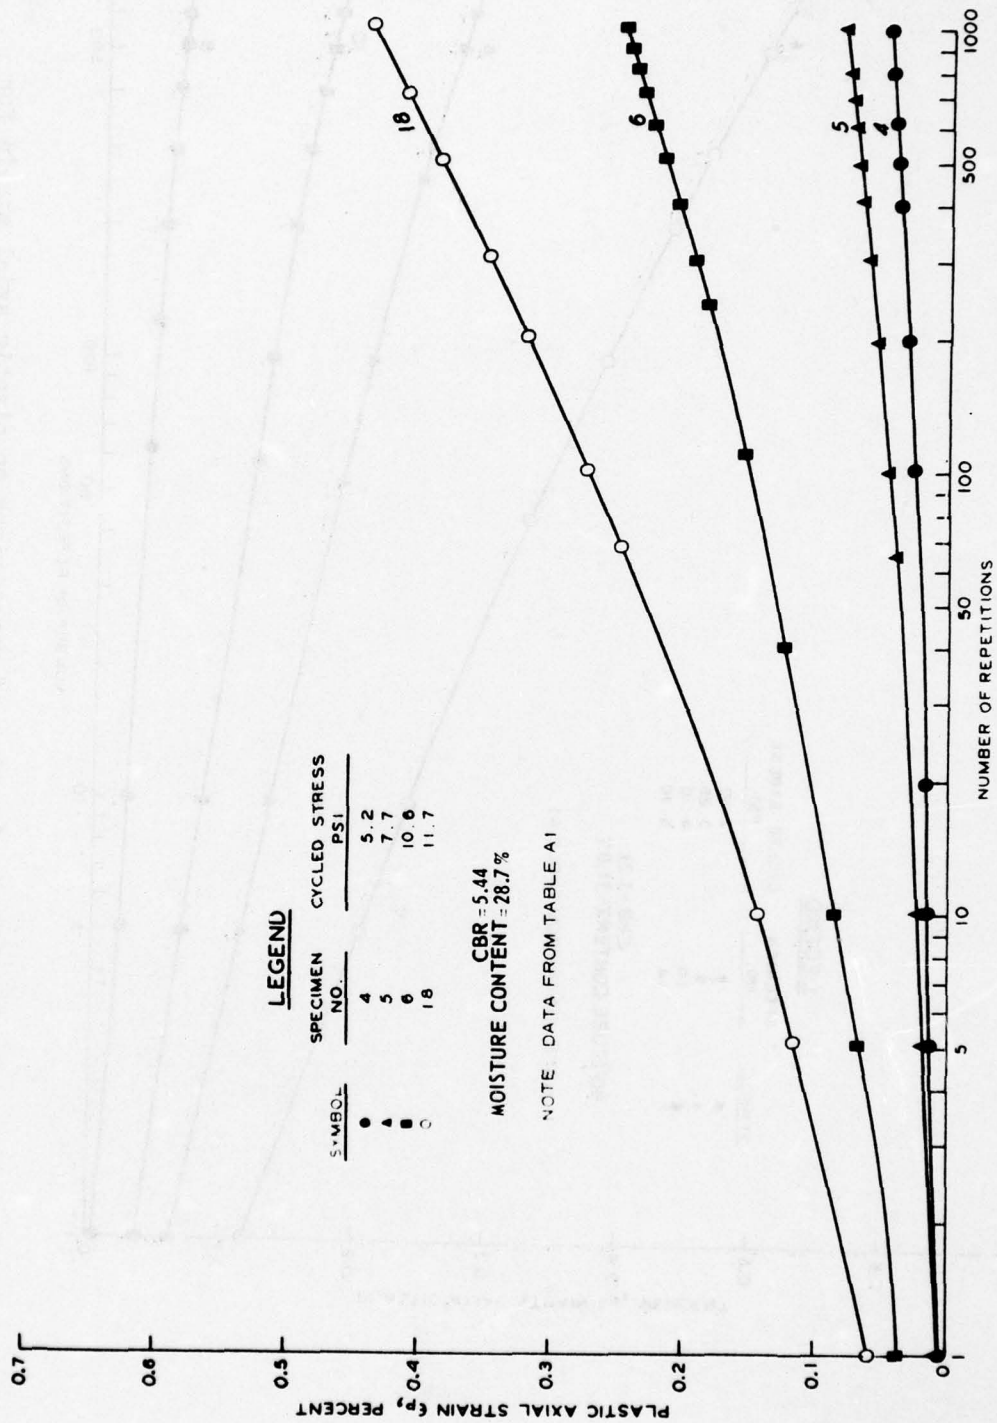 0.7
0.6
0.5
0.4
0.3
0.2
0.1
0
PLASTIC AXIAL STRAIN ϵp, PERCENT
LEGEND
SYMBOL SPECIMEN NO. CYCLED STRESS PSI
● 4 5.2
▲ 5 7.7
■ 6 10.6
○ 18 11.7
CBR = 5.44
MOISTURE CONTENT = 28.7%
NOTE: DATA FROM TABLE A1
18
6
5
4
1 5 10 50 100 500 1000
NUMBER OF REPETITIONS